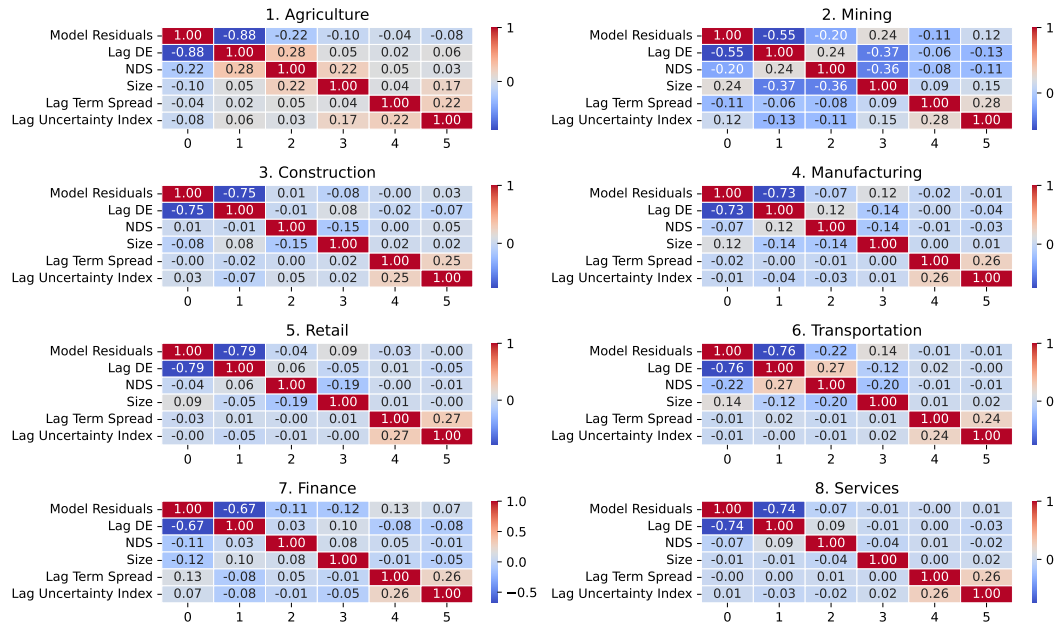 1. Agriculture
Model Residuals 1.00 -0.88 -0.22 -0.10 -0.04 -0.08
Lag DE -0.88 1.00 0.28 0.05 0.02 0.06
NDS -0.22 0.28 1.00 0.22 0.05 0.03
Size -0.10 0.05 0.22 1.00 0.04 0.17
Lag Term Spread -0.04 0.02 0.05 0.04 1.00 0.22
Lag Uncertainty Index -0.08 0.06 0.03 0.17 0.22 1.00
0 1 2 3 4 5
1
0
2. Mining
Model Residuals 1.00 -0.55 -0.20 0.24 -0.11 0.12
Lag DE -0.55 1.00 0.24 -0.37 -0.06 -0.13
NDS -0.20 0.24 1.00 -0.36 -0.08 -0.11
Size 0.24 -0.37 -0.36 1.00 0.09 0.15
Lag Term Spread -0.11 -0.06 -0.08 0.09 1.00 0.28
Lag Uncertainty Index 0.12 -0.13 -0.11 0.15 0.28 1.00
0 1 2 3 4 5
1
0
3. Construction
Model Residuals 1.00 -0.75 0.01 -0.08 -0.00 0.03
Lag DE -0.75 1.00 -0.01 0.08 -0.02 -0.07
NDS 0.01 -0.01 1.00 -0.15 0.00 0.05
Size -0.08 0.08 -0.15 1.00 0.02 0.02
Lag Term Spread -0.00 -0.02 0.00 0.02 1.00 0.25
Lag Uncertainty Index 0.03 -0.07 0.05 0.02 0.25 1.00
0 1 2 3 4 5
1
0
4. Manufacturing
Model Residuals 1.00 -0.73 -0.07 0.12 -0.02 -0.01
Lag DE -0.73 1.00 0.12 -0.14 -0.00 -0.04
NDS -0.07 0.12 1.00 -0.14 -0.01 -0.03
Size 0.12 -0.14 -0.14 1.00 0.00 0.01
Lag Term Spread -0.02 -0.00 -0.01 0.00 1.00 0.26
Lag Uncertainty Index -0.01 -0.04 -0.03 0.01 0.26 1.00
0 1 2 3 4 5
1
0
5. Retail
Model Residuals 1.00 -0.79 -0.04 0.09 -0.03 -0.00
Lag DE -0.79 1.00 0.06 -0.05 0.01 -0.05
NDS -0.04 0.06 1.00 -0.19 -0.00 -0.01
Size 0.09 -0.05 -0.19 1.00 0.01 -0.00
Lag Term Spread -0.03 0.01 -0.00 0.01 1.00 0.27
Lag Uncertainty Index -0.00 -0.05 -0.01 -0.00 0.27 1.00
0 1 2 3 4 5
1
0
6. Transportation
Model Residuals 1.00 -0.76 -0.22 0.14 -0.01 -0.01
Lag DE -0.76 1.00 0.27 -0.12 0.02 -0.00
NDS -0.22 0.27 1.00 -0.20 -0.01 -0.01
Size 0.14 -0.12 -0.20 1.00 0.01 0.02
Lag Term Spread -0.01 0.02 -0.01 0.01 1.00 0.24
Lag Uncertainty Index -0.01 -0.00 -0.01 0.02 0.24 1.00
0 1 2 3 4 5
1
0
7. Finance
Model Residuals 1.00 -0.67 -0.11 -0.12 0.13 0.07
Lag DE -0.67 1.00 0.03 0.10 -0.08 -0.08
NDS -0.11 0.03 1.00 0.08 0.05 -0.01
Size -0.12 0.10 0.08 1.00 -0.01 -0.05
Lag Term Spread 0.13 -0.08 0.05 -0.01 1.00 0.26
Lag Uncertainty Index 0.07 -0.08 -0.01 -0.05 0.26 1.00
0 1 2 3 4 5
1.0
0.5
0.0
−0.5
8. Services
Model Residuals 1.00 -0.74 -0.07 -0.01 -0.00 0.01
Lag DE -0.74 1.00 0.09 -0.01 0.00 -0.03
NDS -0.07 0.09 1.00 -0.04 0.01 -0.02
Size -0.01 -0.01 -0.04 1.00 0.00 0.02
Lag Term Spread -0.00 0.00 0.01 0.00 1.00 0.26
Lag Uncertainty Index 0.01 -0.03 -0.02 0.02 0.26 1.00
0 1 2 3 4 5
1
0